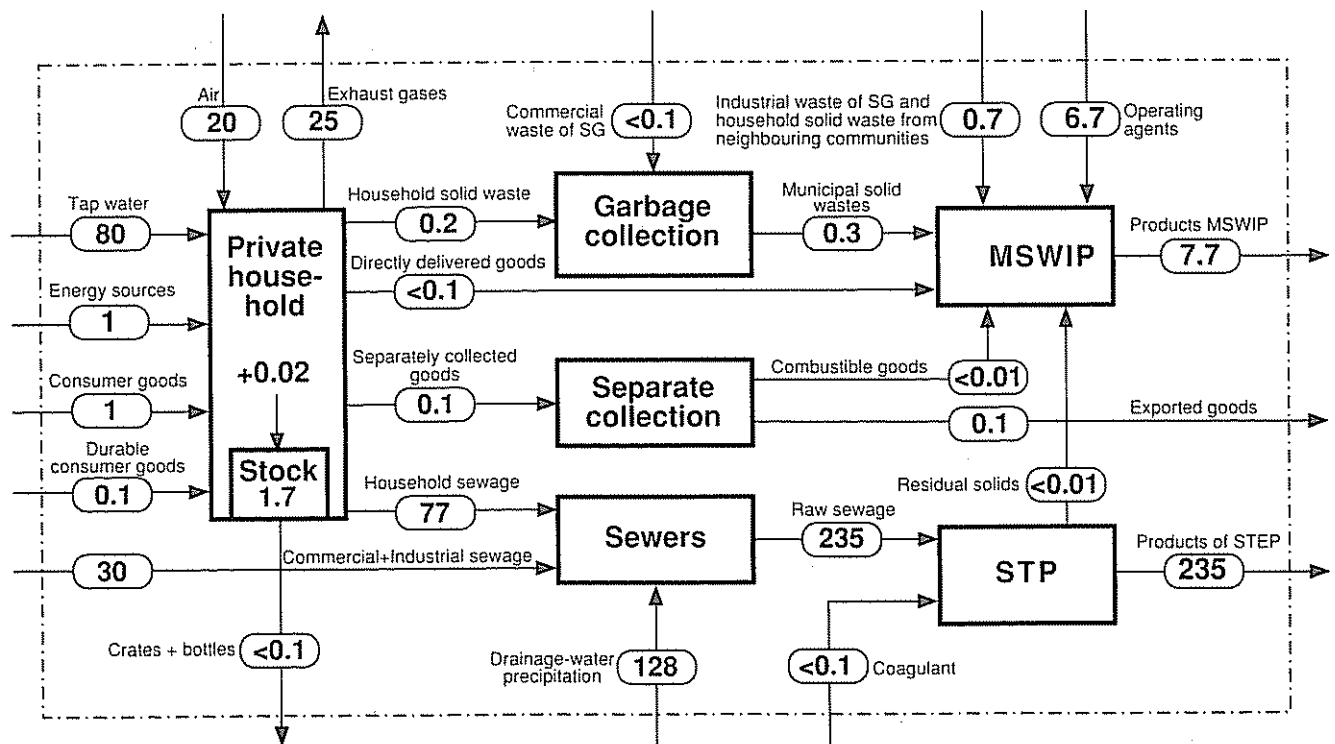 Air
20
Exhaust gases
25
Commercial
waste of SG
<0.1
Industrial waste of SG and
household solid waste from
neighbouring communities
0.7
6.7
Operating
agents
Tap water
80
Private
house-
hold
+0.02
Stock
1.7
Household solid waste
0.2
Garbage
collection
Municipal solid
wastes
0.3
MSWIP
Products MSWIP
7.7
Directly delivered goods
<0.1
Energy sources
1
Consumer goods
1
Separately collected
goods
0.1
Separate
collection
Combustible goods
<0.01
0.1
Exported goods
Durable
consumer goods
0.1
Household sewage
77
Sewers
Raw sewage
235
Residual solids
<0.01
STP
Products of STEP
235
30
Commercial+Industrial sewage
Crates + bottles
<0.1
Drainage-water
precipitation
128
<0.1
Coagulant